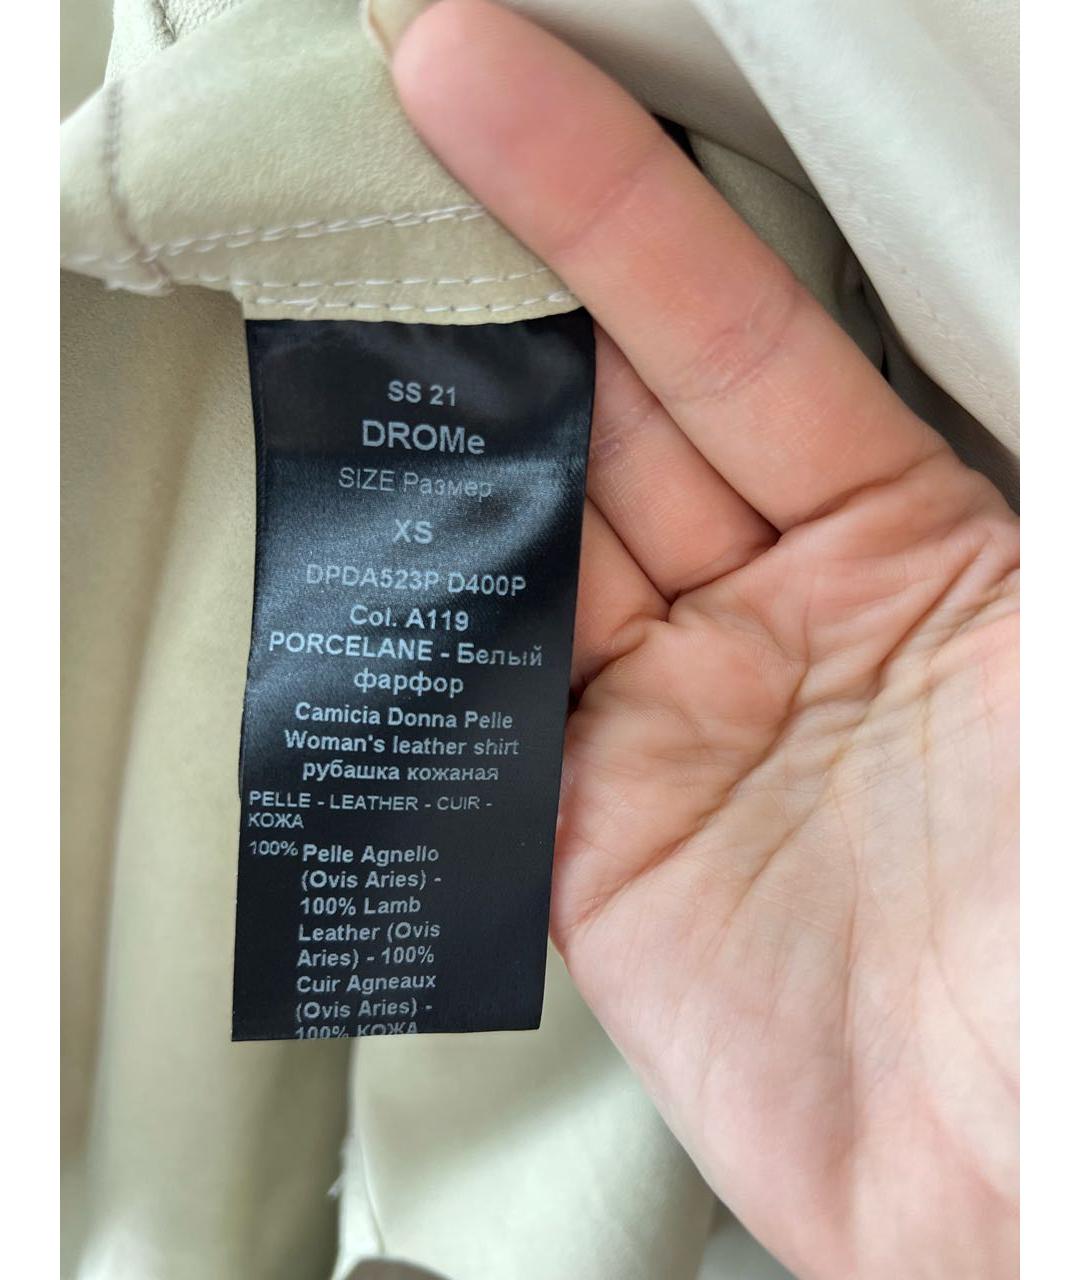 SS 21
DROMe
SIZE Размер
XS
DPDA523P D400P
Col. A119
PORCELANE - Белый
фарфор
Camicia Donna Pelle
Woman's leather shirt
рубашка кожаная
PELLE - LEATHER - CUIR -
КОЖА
100% Pelle Agnello
(Ovis Aries) -
100% Lamb
Leather (Ovis
Aries) - 100%
Cuir Agneaux
(Ovis Aries) -
100% КОЖА